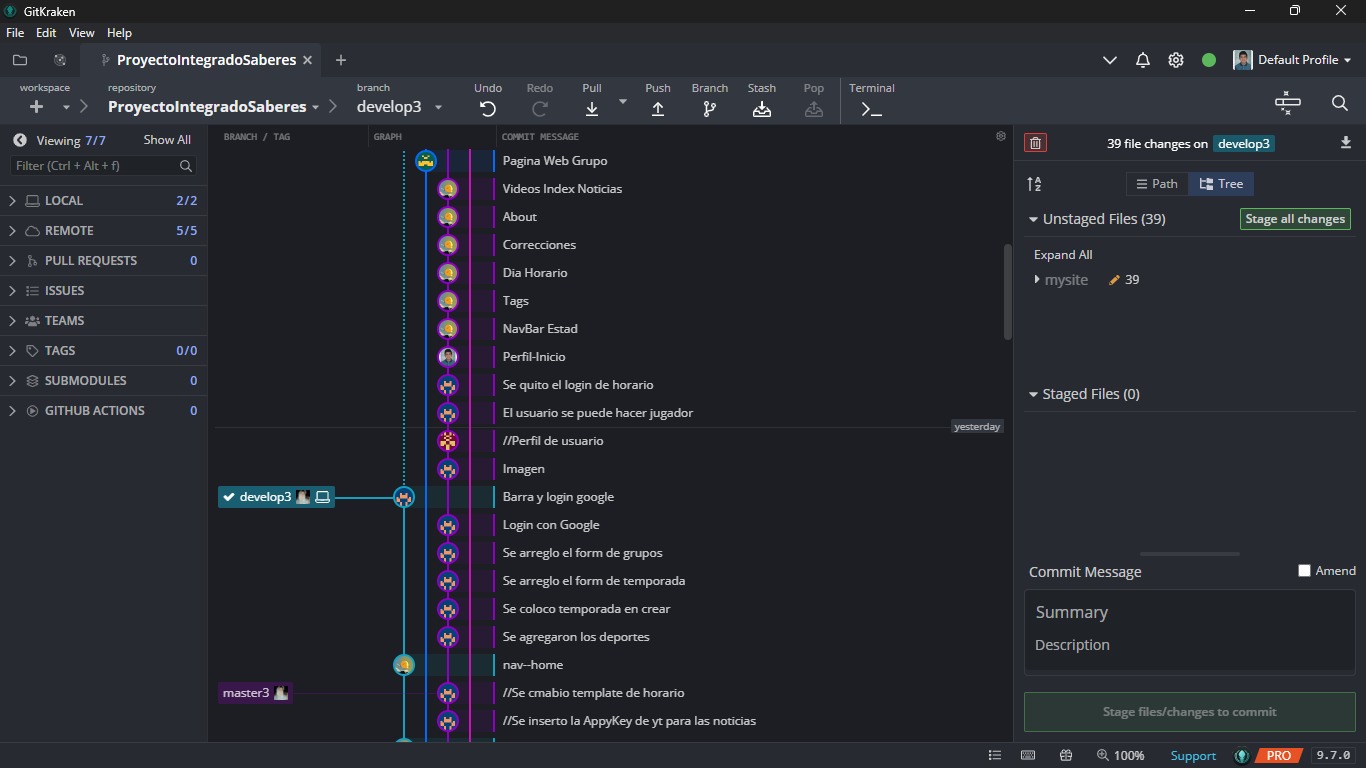 GitKraken
File Edit View Help
ProyectoIntegradoSaberes
Default Profile
workspace repository branch Undo Redo Pull Push Branch Stash Pop Terminal
ProyectoIntegradoSaberes develop3
Viewing 7/7 Show All
Filter (Ctrl + Alt + f)
LOCAL 2/2
REMOTE 5/5
PULL REQUESTS 0
ISSUES
TEAMS
TAGS 0/0
SUBMODULES 0
GITHUB ACTIONS 0
BRANCH / TAG GRAPH COMMIT MESSAGE
Pagina Web Grupo
Videos Index Noticias
About
Correcciones
Dia Horario
Tags
NavBar Estad
Perfil-Inicio
Se quito el login de horario
El usuario se puede hacer jugador
yesterday
//Perfil de usuario
Imagen
develop3 Barra y login google
Login con Google
Se arreglo el form de grupos
Se arreglo el form de temporada
Se coloco temporada en crear
Se agregaron los deportes
nav--home
master3 //Se cmabio template de horario
//Se inserto la AppyKey de yt para las noticias
39 file changes on develop3
Path Tree
Unstaged Files (39) Stage all changes
Expand All
mysite 39
Staged Files (0)
Commit Message Amend
Summary
Description
Stage files/changes to commit
100% Support PRO 9.7.0